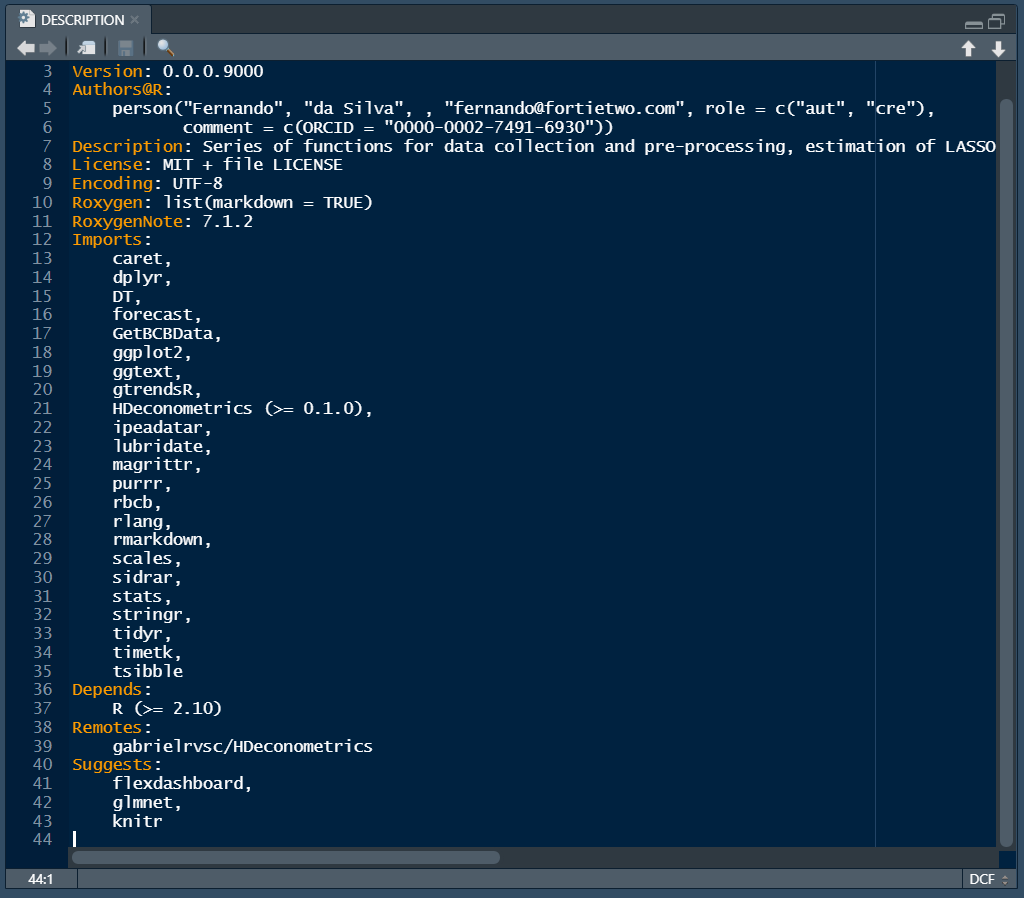 DESCRIPTION
3 Version: 0.0.0.9000
4 Authors@R:
5 person("Fernando", "da Silva", , "fernando@fortietwo.com", role = c("aut", "cre"),
6 comment = c(ORCID = "0000-0002-7491-6930"))
7 Description: Series of functions for data collection and pre-processing, estimation of LASSO
8 License: MIT + file LICENSE
9 Encoding: UTF-8
10 Roxygen: list(markdown = TRUE)
11 RoxygenNote: 7.1.2
12 Imports:
13 caret,
14 dplyr,
15 DT,
16 forecast,
17 GetBCBData,
18 ggplot2,
19 ggtext,
20 gtrendsR,
21 HDeconometrics (>= 0.1.0),
22 ipeadatar,
23 lubridate,
24 magrittr,
25 purrr,
26 rbcb,
27 rlang,
28 rmarkdown,
29 scales,
30 sidrar,
31 stats,
32 stringr,
33 tidyr,
34 timetk,
35 tsibble
36 Depends:
37 R (>= 2.10)
38 Remotes:
39 gabrielrvsc/HDeconometrics
40 Suggests:
41 flexdashboard,
42 glmnet,
43 knitr
44
44:1 DCF